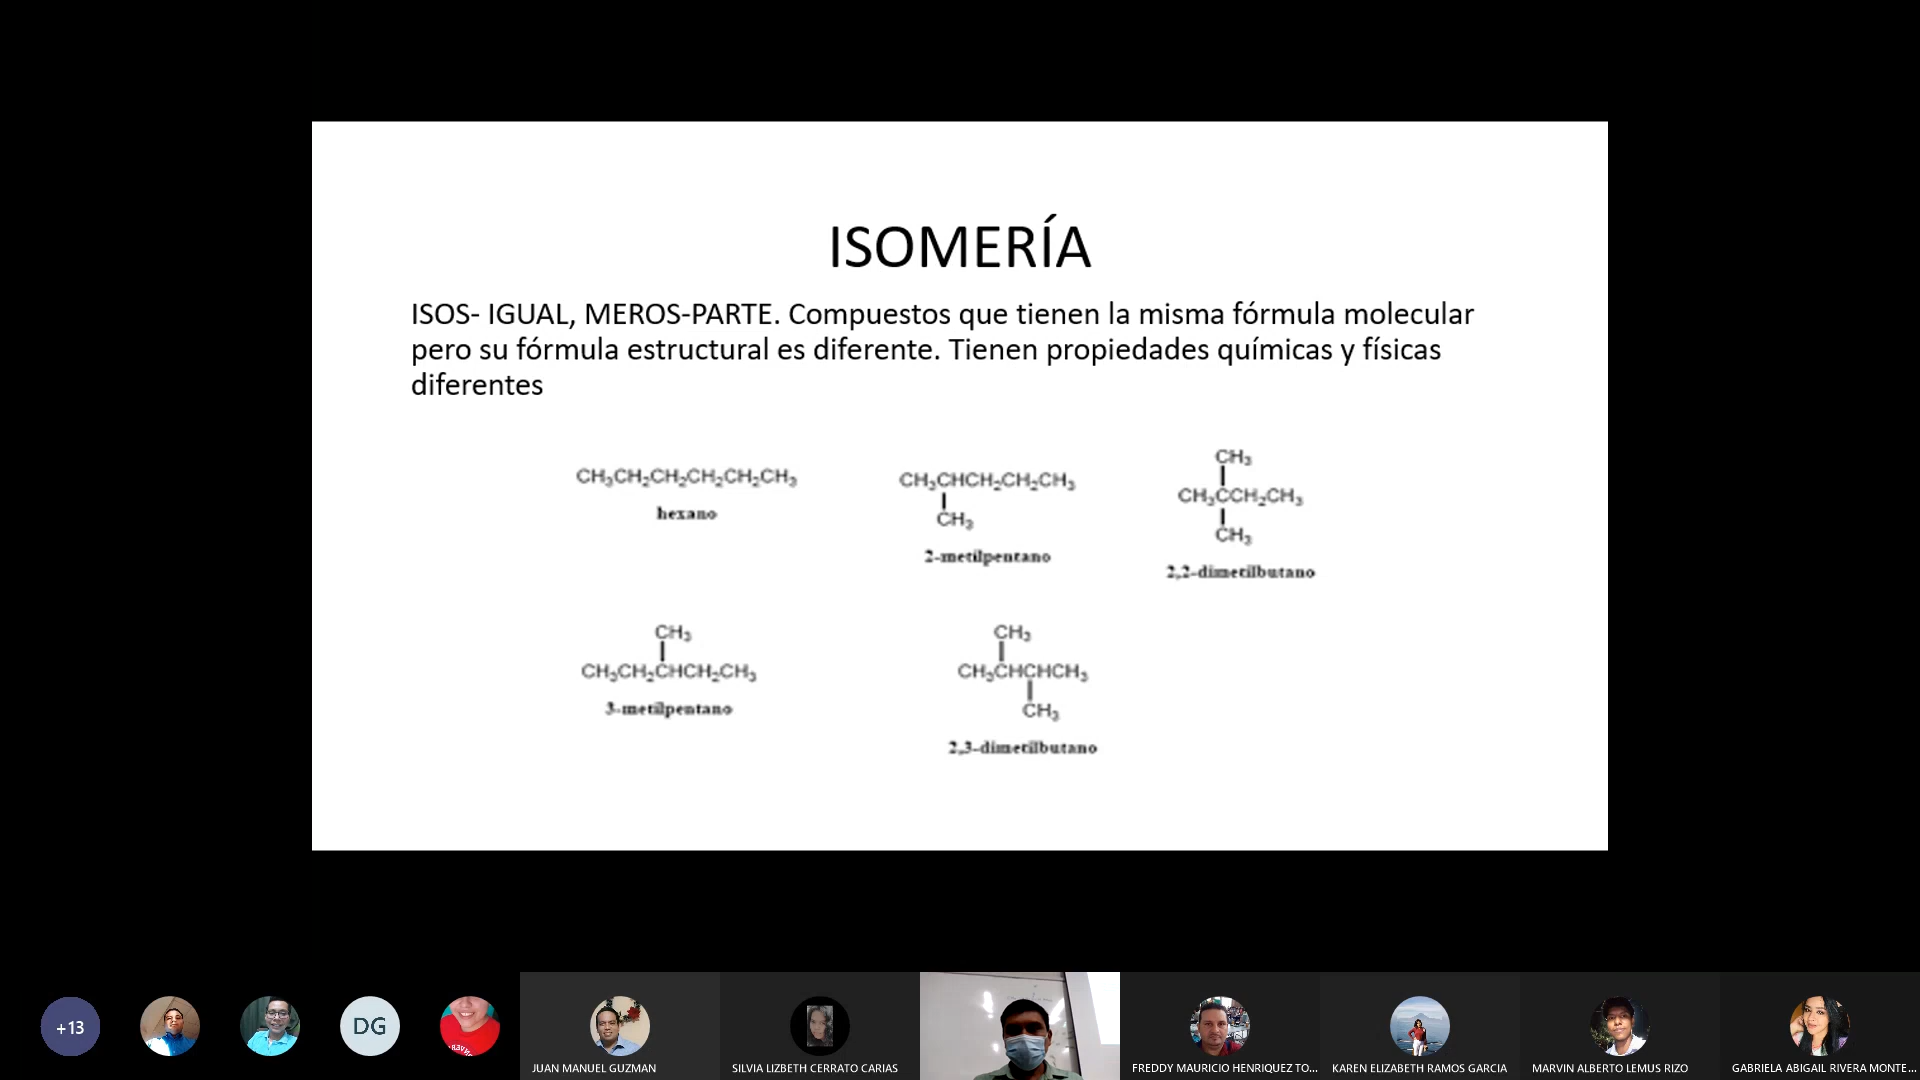 ISOMERÍA
ISOS- IGUAL, MEROS-PARTE. Compuestos que tienen la misma fórmula molecular
pero su fórmula estructural es diferente. Tienen propiedades químicas y físicas
diferentes
CH₃CH₂CH₂CH₂CH₂CH₃
hexano
CH₃CHCH₂CH₂CH₃
CH₃
2-metilpentano
CH₃
CH₃CCH₂CH₃
CH₃
2,2-dimetilbutano
CH₃
CH₃CH₂CHCH₂CH₃
3-metilpentano
CH₃
CH₃CHCHCH₃
CH₃
2,3-dimetilbutano
+13
DG
JUAN MANUEL GUZMAN
SILVIA LIZBETH CERRATO CARIAS
FREDDY MAURICIO HENRIQUEZ TO...
KAREN ELIZABETH RAMOS GARCIA
MARVIN ALBERTO LEMUS RIZO
GABRIELA ABIGAIL RIVERA MONTE...